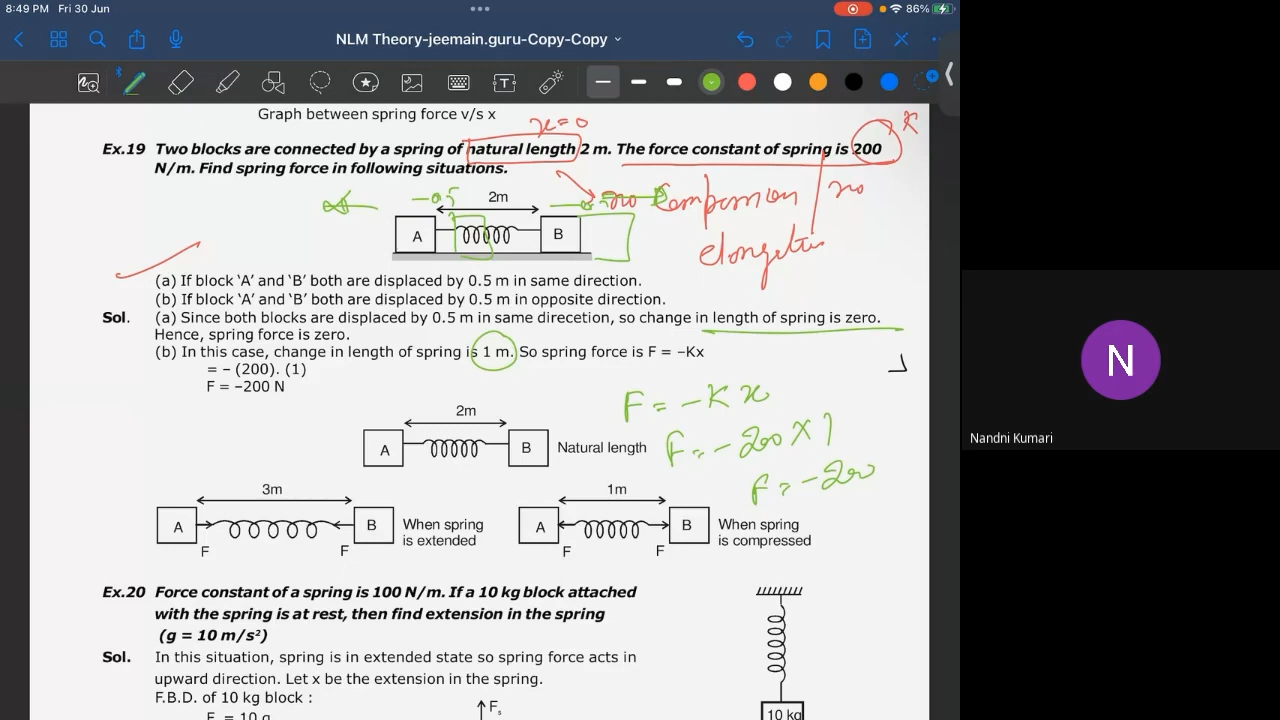 8:49 PM Fri 30 Jun
86%
NLM Theory-jeemain.guru-Copy-Copy
Graph between spring force v/s x
x=0
Ex.19 Two blocks are connected by a spring of natural length 2 m. The force constant of spring is 200
K
N/m. Find spring force in following situations.
-0.5
2m
no
no
A
B
(a) If block 'A' and 'B' both are displaced by 0.5 m in same direction.
(b) If block 'A' and 'B' both are displaced by 0.5 m in opposite direction.
Sol. (a) Since both blocks are displaced by 0.5 m in same direcetion, so change in length of spring is zero.
Hence, spring force is zero.
(b) In this case, change in length of spring is 1 m. So spring force is F = –Kx
= – (200). (1)
F = –200 N
F = -K x
2m
F = -200 X 1
A
B
Natural length
F = -200
3m
1m
A
B
When spring
is extended
A
B
When spring
is compressed
F
F
F
F
Ex.20 Force constant of a spring is 100 N/m. If a 10 kg block attached
with the spring is at rest, then find extension in the spring
(g = 10 m/s²)
Sol. In this situation, spring is in extended state so spring force acts in
upward direction. Let x be the extension in the spring.
F.B.D. of 10 kg block :
Fs
10 kg
N
Nandni Kumari